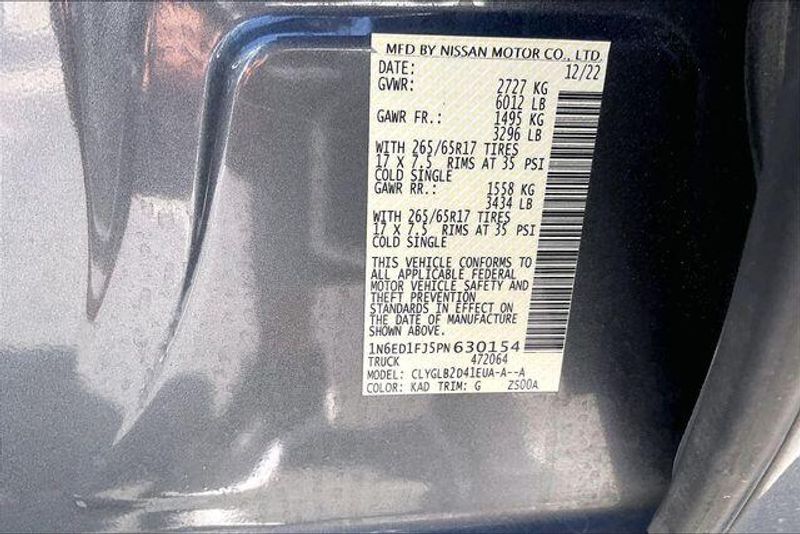 MFD BY NISSAN MOTOR CO., LTD.
DATE: 12/22
GVWR: 2727 KG
6012 LB
GAWR FR.: 1495 KG
3296 LB
WITH 265/65R17 TIRES
17 X 7.5 RIMS AT 35 PSI
COLD SINGLE
GAWR RR.: 1558 KG
3434 LB
WITH 265/65R17 TIRES
17 X 7.5 RIMS AT 35 PSI
COLD SINGLE
THIS VEHICLE CONFORMS TO
ALL APPLICABLE FEDERAL
MOTOR VEHICLE SAFETY AND
THEFT PREVENTION
STANDARDS IN EFFECT ON
THE DATE OF MANUFACTURE
SHOWN ABOVE.
1N6ED1FJ5PN630154
TRUCK 472064
MODEL: CLYGLB2D41EUA-A--A
COLOR: KAD TRIM: G ZS00A